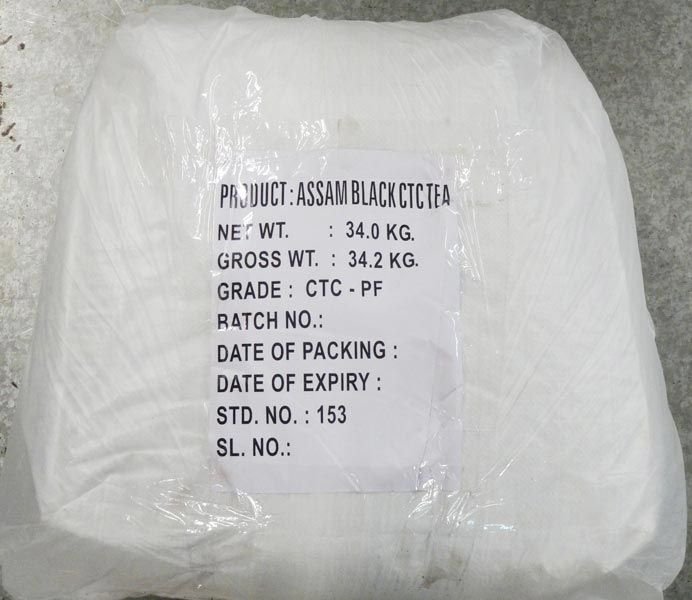 PRODUCT : ASSAM BLACK CTC TEA
NET WT. : 34.0 KG.
GROSS WT. : 34.2 KG.
GRADE : CTC - PF
BATCH NO.:
DATE OF PACKING :
DATE OF EXPIRY :
STD. NO. : 153
SL. NO.: